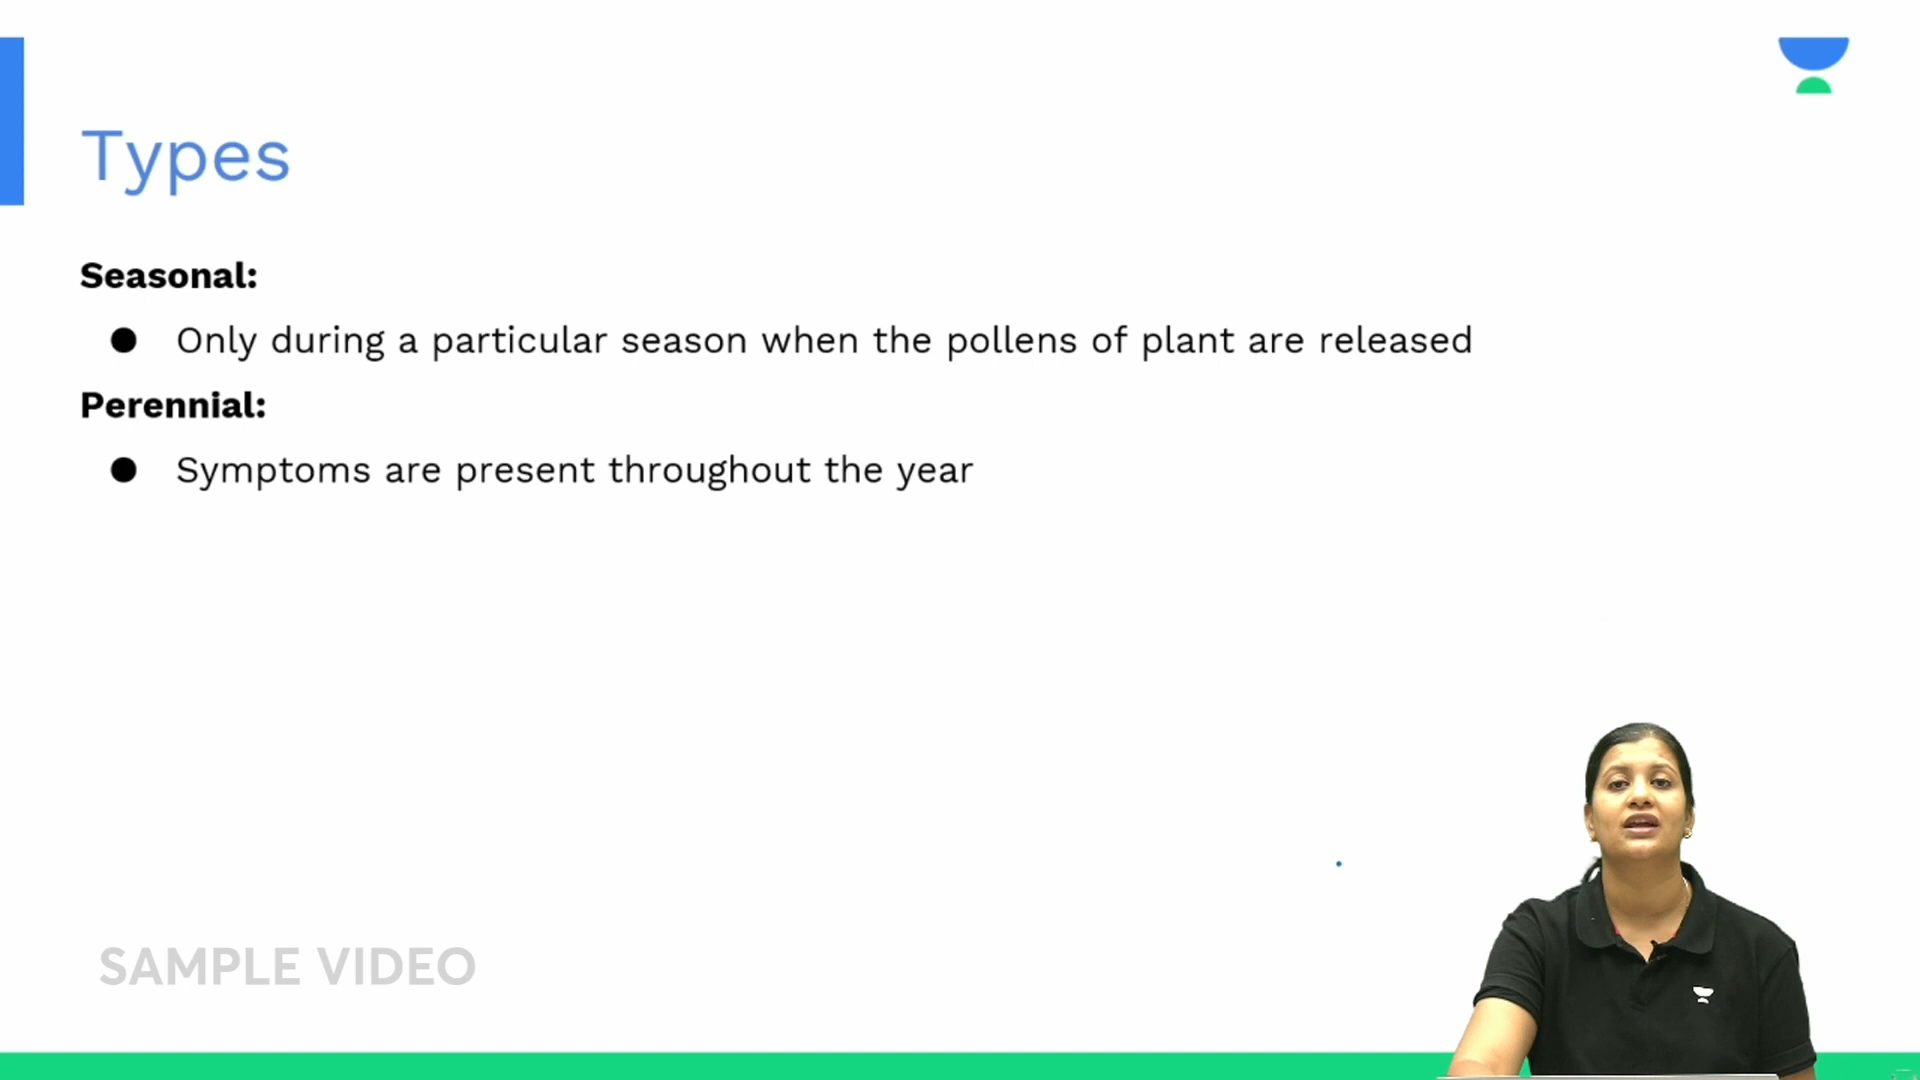 Types
Seasonal:
● Only during a particular season when the pollens of plant are released
Perennial:
● Symptoms are present throughout the year
SAMPLE VIDEO